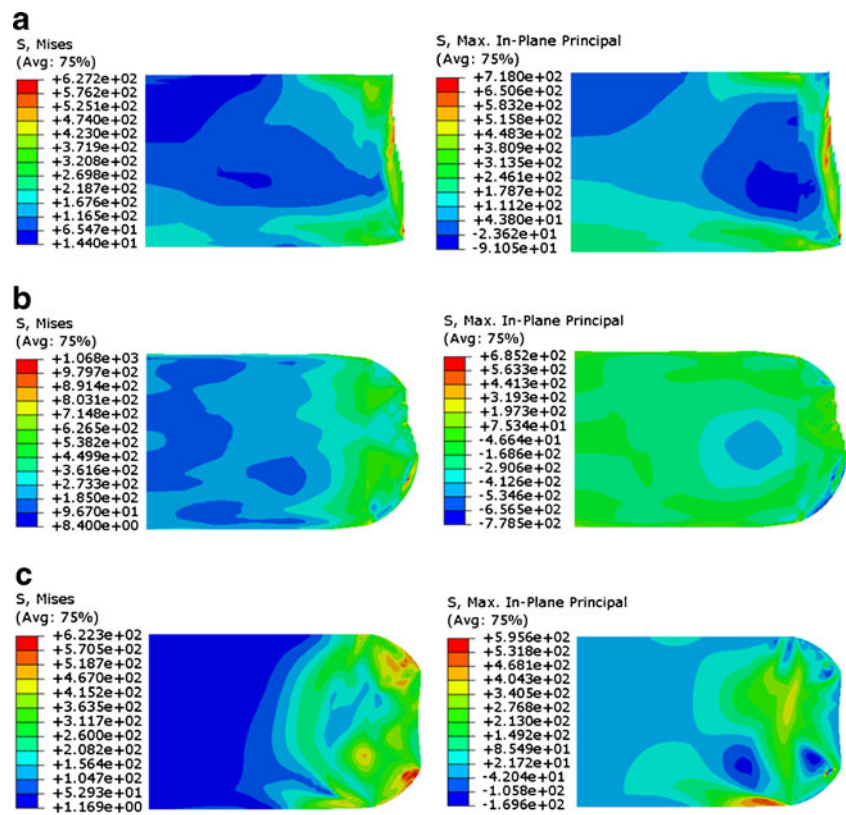 a
S, Mises
(Avg: 75%)
+6.272e+02
+5.762e+02
+5.251e+02
+4.740e+02
+4.230e+02
+3.719e+02
+3.208e+02
+2.698e+02
+2.187e+02
+1.676e+02
+1.165e+02
+6.547e+01
+1.440e+01
S, Max. In-Plane Principal
(Avg: 75%)
+7.180e+02
+6.506e+02
+5.832e+02
+5.158e+02
+4.483e+02
+3.809e+02
+3.135e+02
+2.461e+02
+1.787e+02
+1.112e+02
+4.380e+01
-2.362e+01
-9.105e+01
b
S, Mises
(Avg: 75%)
+1.068e+03
+9.797e+02
+8.914e+02
+8.031e+02
+7.148e+02
+6.265e+02
+5.382e+02
+4.499e+02
+3.616e+02
+2.733e+02
+1.850e+02
+9.670e+01
+8.400e+00
S, Max. In-Plane Principal
(Avg: 75%)
+6.852e+02
+5.633e+02
+4.413e+02
+3.193e+02
+1.973e+02
+7.534e+01
-4.664e+01
-1.686e+02
-2.906e+02
-4.126e+02
-5.346e+02
-6.565e+02
-7.785e+02
c
S, Mises
(Avg: 75%)
+6.223e+02
+5.705e+02
+5.187e+02
+4.670e+02
+4.152e+02
+3.635e+02
+3.117e+02
+2.600e+02
+2.082e+02
+1.564e+02
+1.047e+02
+5.293e+01
+1.169e+00
S, Max. In-Plane Principal
(Avg: 75%)
+5.956e+02
+5.318e+02
+4.681e+02
+4.043e+02
+3.405e+02
+2.768e+02
+2.130e+02
+1.492e+02
+8.549e+01
+2.172e+01
-4.204e+01
-1.058e+02
-1.696e+02